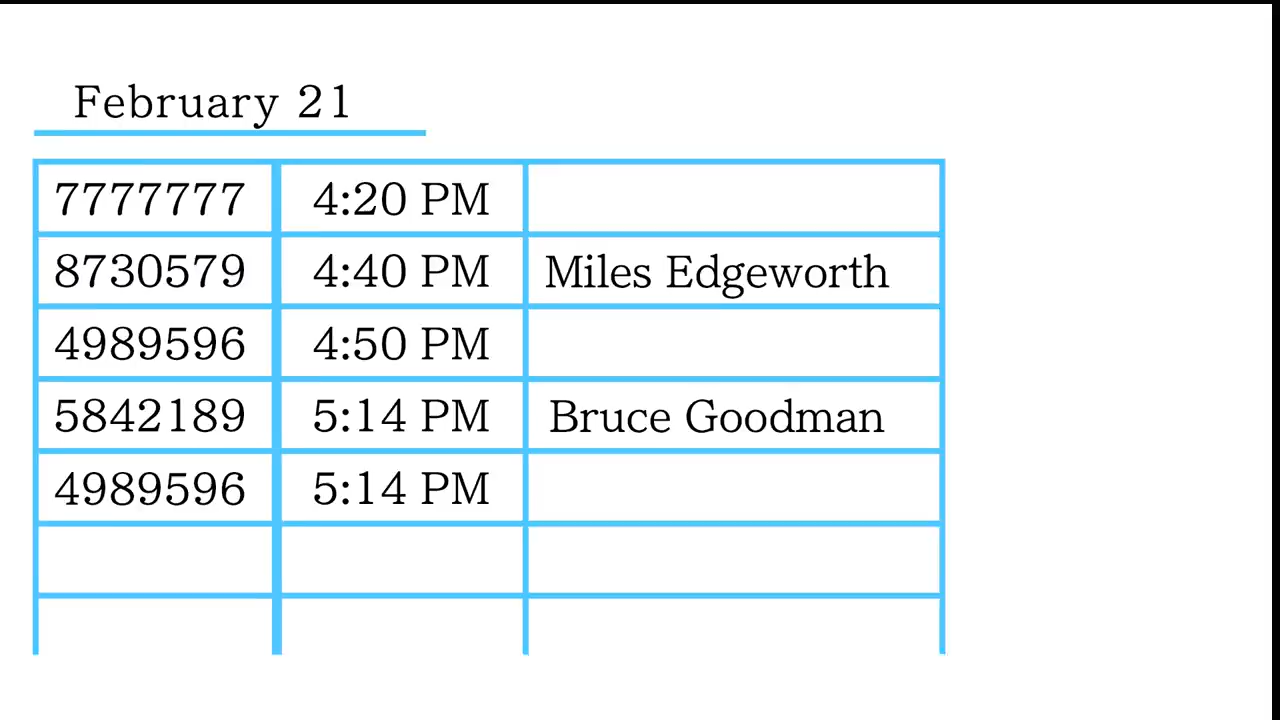 February 21
7777777 4:20 PM
8730579 4:40 PM Miles Edgeworth
4989596 4:50 PM
5842189 5:14 PM Bruce Goodman
4989596 5:14 PM